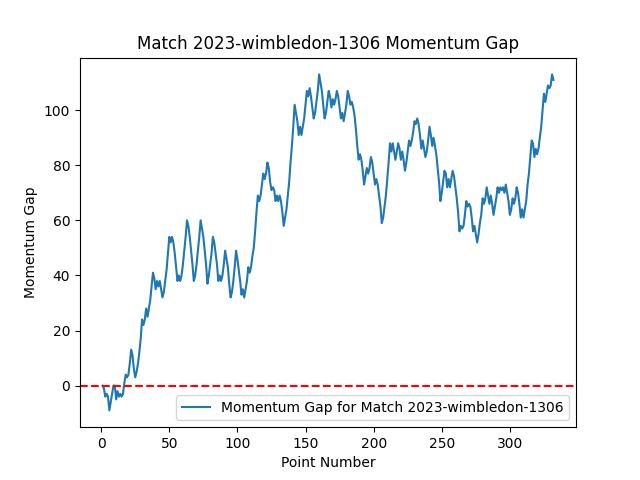 Match 2023-wimbledon-1306 Momentum Gap
Momentum Gap
100
80
60
40
20
0
Momentum Gap for Match 2023-wimbledon-1306
0 50 100 150 200 250 300
Point Number